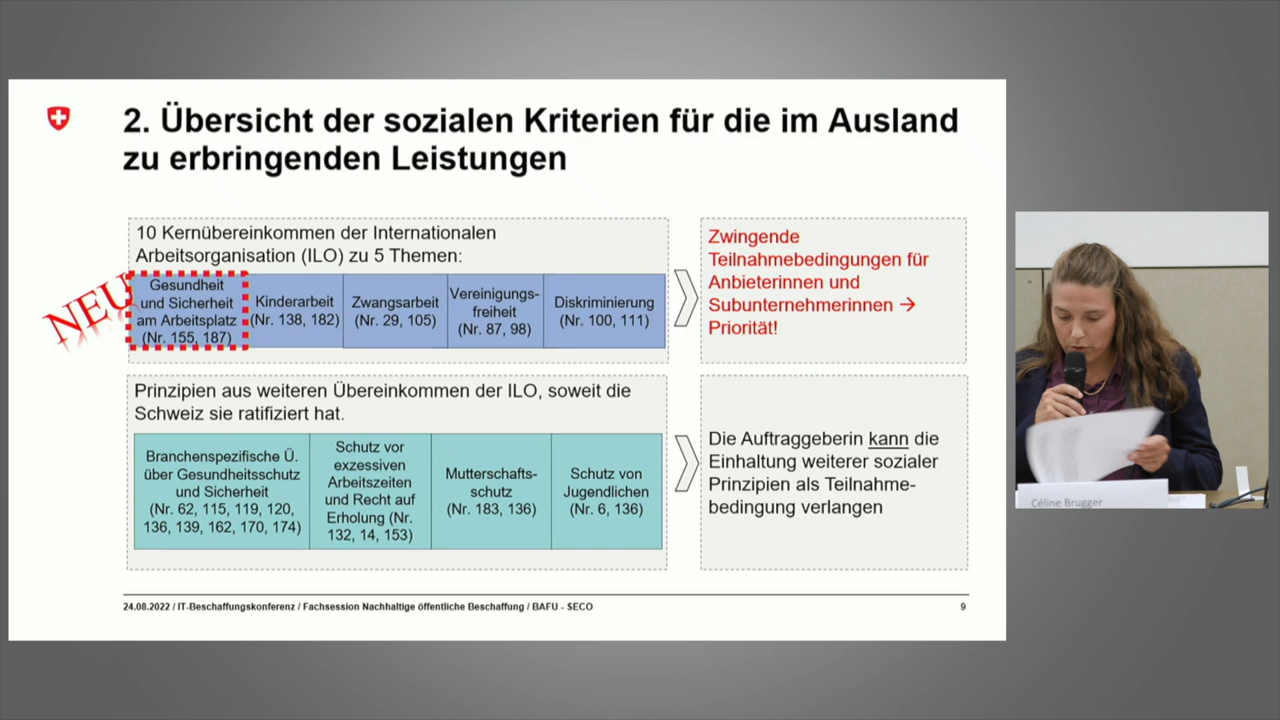 2. Übersicht der sozialen Kriterien für die im Ausland
zu erbringenden Leistungen
10 Kernübereinkommen der Internationalen
Arbeitsorganisation (ILO) zu 5 Themen:
NEU
Gesundheit
und Sicherheit
am Arbeitsplatz
(Nr. 155, 187)
Kinderarbeit
(Nr. 138, 182)
Zwangsarbeit
(Nr. 29, 105)
Vereinigungs-
freiheit
(Nr. 87, 98)
Diskriminierung
(Nr. 100, 111)
Zwingende
Teilnahmebedingungen für
Anbieterinnen und
Subunternehmerinnen →
Priorität!
Prinzipien aus weiteren Übereinkommen der ILO, soweit die
Schweiz sie ratifiziert hat.
Branchenspezifische Ü.
über Gesundheitsschutz
und Sicherheit
(Nr. 62, 115, 119, 120,
136, 139, 162, 170, 174)
Schutz vor
exzessiven
Arbeitszeiten
und Recht auf
Erholung (Nr.
132, 14, 153)
Mutterschafts-
schutz
(Nr. 183, 136)
Schutz von
Jugendlichen
(Nr. 6, 136)
Die Auftraggeberin kann die
Einhaltung weiterer sozialer
Prinzipien als Teilnahme-
bedingung verlangen
24.08.2022 / IT-Beschaffungskonferenz / Fachsession Nachhaltige öffentliche Beschaffung / BAFU - SECO
9
Céline Brugger